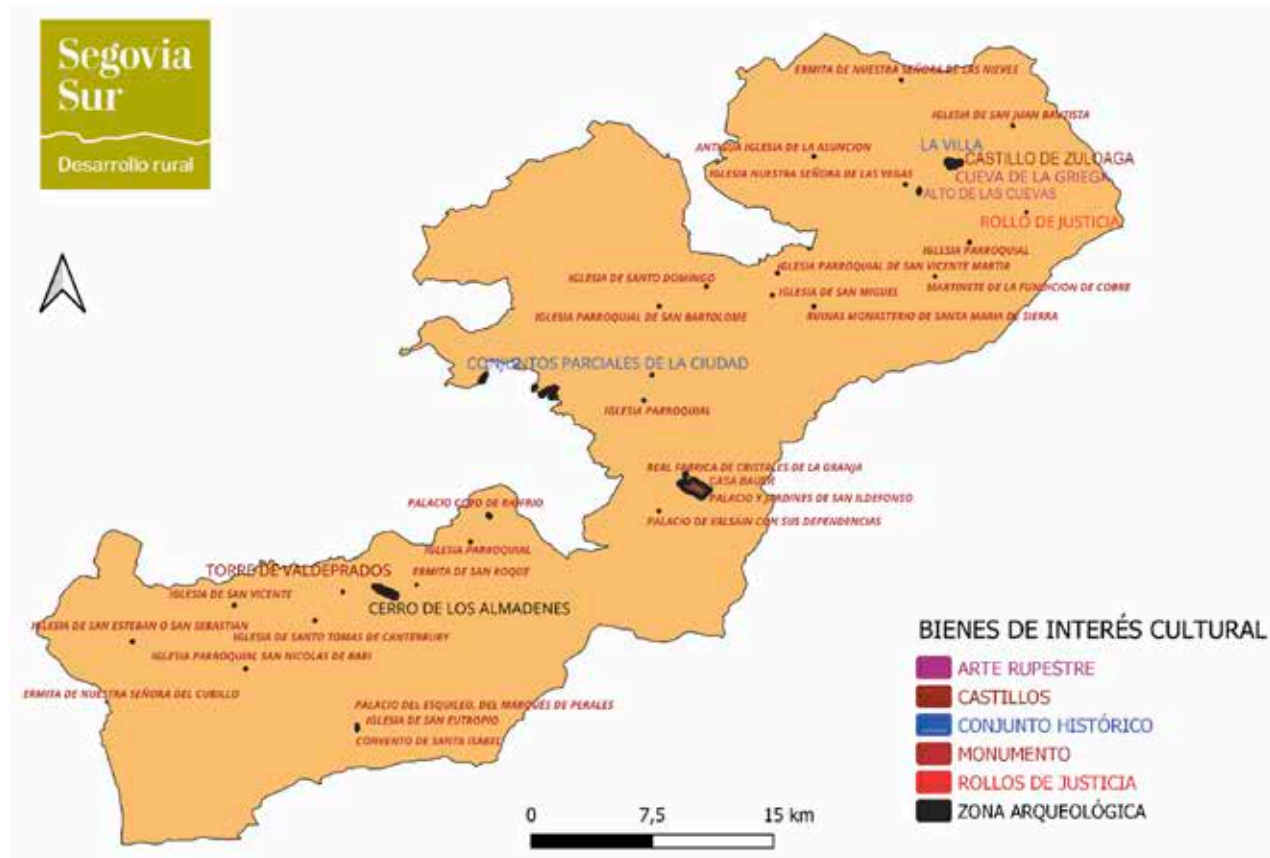 Segovia
Sur
Desarrollo rural
ERMITA DE NUESTRA SEÑORA DE LAS NIEVES
IGLESIA DE SAN JUAN BAUTISTA
ANTIGUA IGLESIA DE LA ASUNCION
LA VILLA
CASTILLO DE ZULOAGA
IGLESIA NUESTRA SEÑORA DE LAS VEGAS
CUEVA DE LA GRIEGA
ALTO DE LAS CUEVAS
ROLLO DE JUSTICIA
IGLESIA PARROQUIAL
IGLESIA PARROQUIAL DE SAN VICENTE MARTIR
IGLESIA DE SANTO DOMINGO
MARTINETE DE LA FUNDICION DE COBRE
IGLESIA DE SAN MIGUEL
IGLESIA PARROQUIAL DE SAN BARTOLOME
RUINAS MONASTERIO DE SANTA MARIA DE SIERRA
CONJUNTOS PARCIALES DE LA CIUDAD
IGLESIA PARROQUIAL
REAL FABRICA DE CRISTALES DE LA GRANJA
CASA BAUER
PALACIO Y JARDINES DE SAN ILDEFONSO
PALACIO COTO DE RIOFRIO
PALACIO DE VALSAIN CON SUS DEPENDENCIAS
IGLESIA PARROQUIAL
TORRE DE VALDEPRADOS
ERMITA DE SAN ROQUE
IGLESIA DE SAN VICENTE
CERRO DE LOS ALMADENES
IGLESIA DE SAN ESTEBAN O SAN SEBASTIAN
IGLESIA DE SANTO TOMAS DE CANTERBURY
IGLESIA PARROQUIAL SAN NICOLAS DE BARI
ERMITA DE NUESTRA SEÑORA DEL CUBILLO
PALACIO DEL ESQUILEO, DEL MARQUES DE PERALES
IGLESIA DE SAN EUTROPIO
CONVENTO DE SANTA ISABEL
BIENES DE INTERÉS CULTURAL
ARTE RUPESTRE
CASTILLOS
CONJUNTO HISTÓRICO
MONUMENTO
ROLLOS DE JUSTICIA
ZONA ARQUEOLÓGICA
0 7,5 15 km